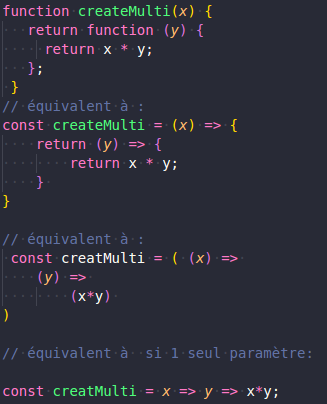 function createMulti(x) {
return function (y) {
return x * y;
};
}
// équivalent à :
const createMulti = (x) => {
return (y) => {
return x * y;
}
}
// équivalent à :
const creatMulti = ( (x) =>
(y) =>
(x*y)
)
// équivalent à si 1 seul paramètre:
const creatMulti = x => y => x*y;